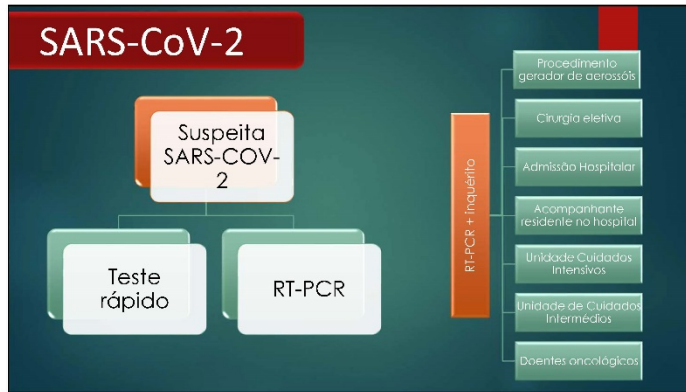 SARS-CoV-2
Suspeita
SARS-COV-
2
Teste
rápido
RT-PCR
RT-PCR + inquérito
Procedimento
gerador de aerossóis
Cirurgia eletiva
Admissão Hospitalar
Acompanhante
residente no hospital
Unidade Cuidados
Intensivos
Unidade de Cuidados
Intermédios
Doentes oncológicos